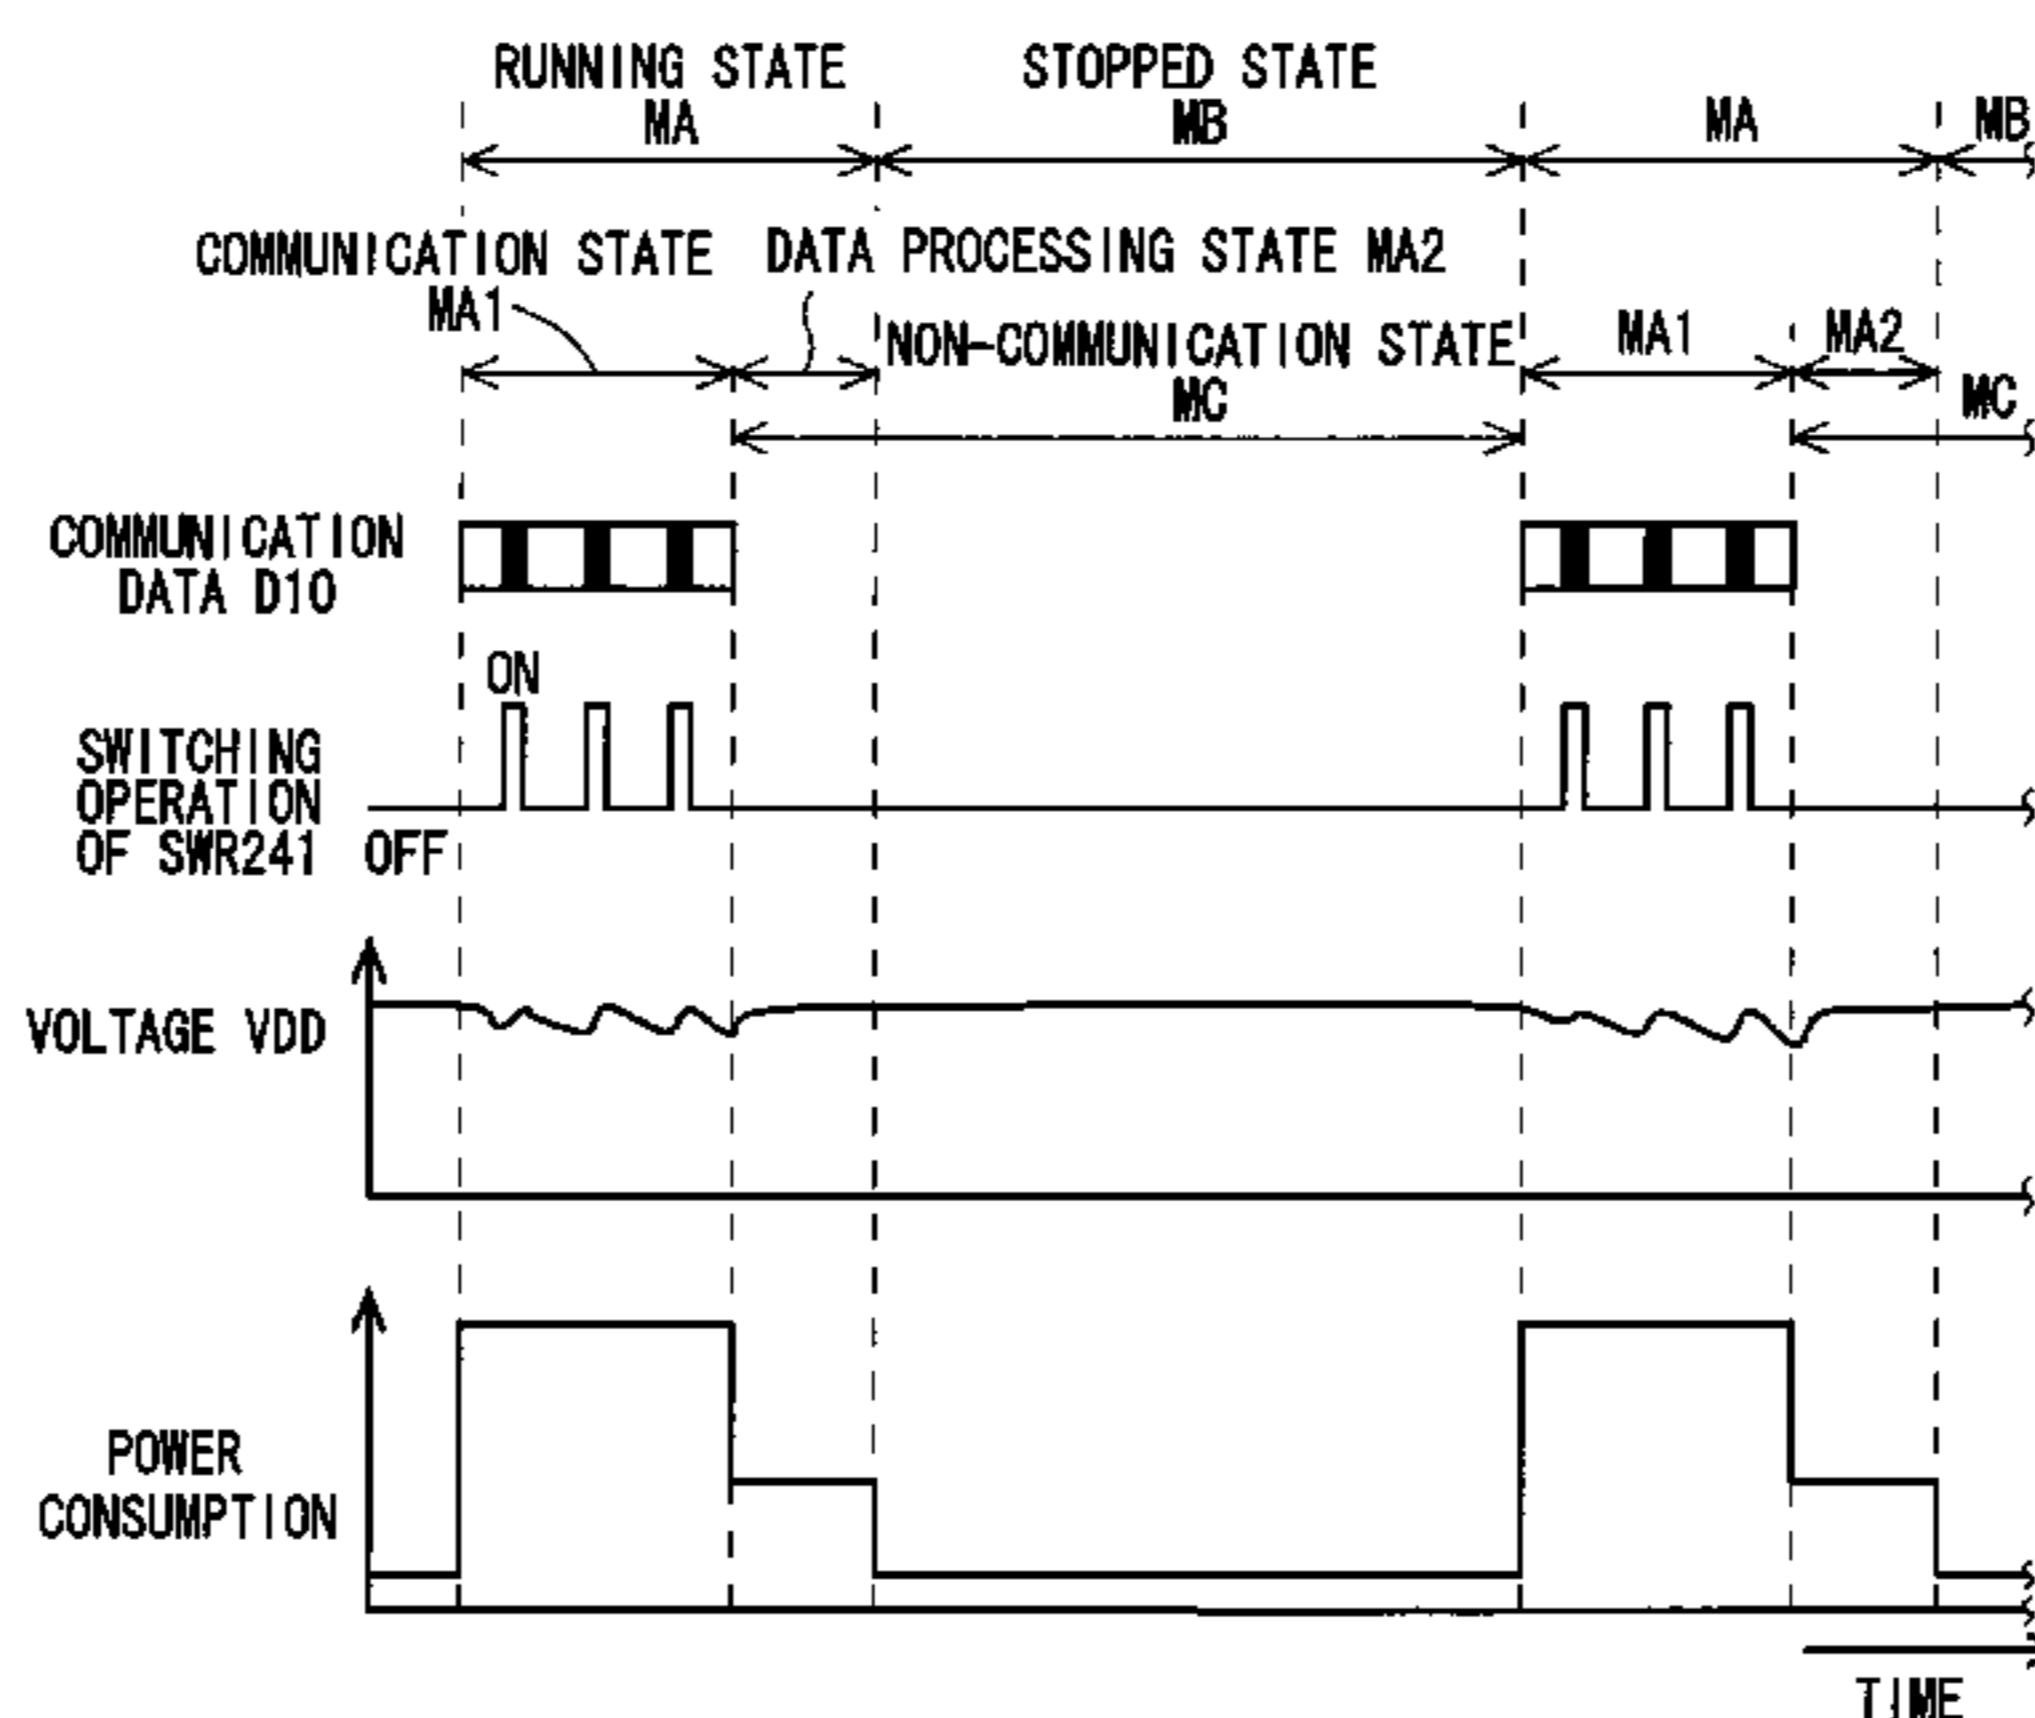 RUNNING STATE
STOPPED STATE
MA
MB
MA
MB
COMMUNICATION STATE
MA1
DATA PROCESSING STATE MA2
NON-COMMUNICATION STATE
MC
MA1
MA2
MC
COMMUNICATION
DATA D10
ON
SWITCHING
OPERATION
OF SWR241
OFF
VOLTAGE VDD
POWER
CONSUMPTION
TIME